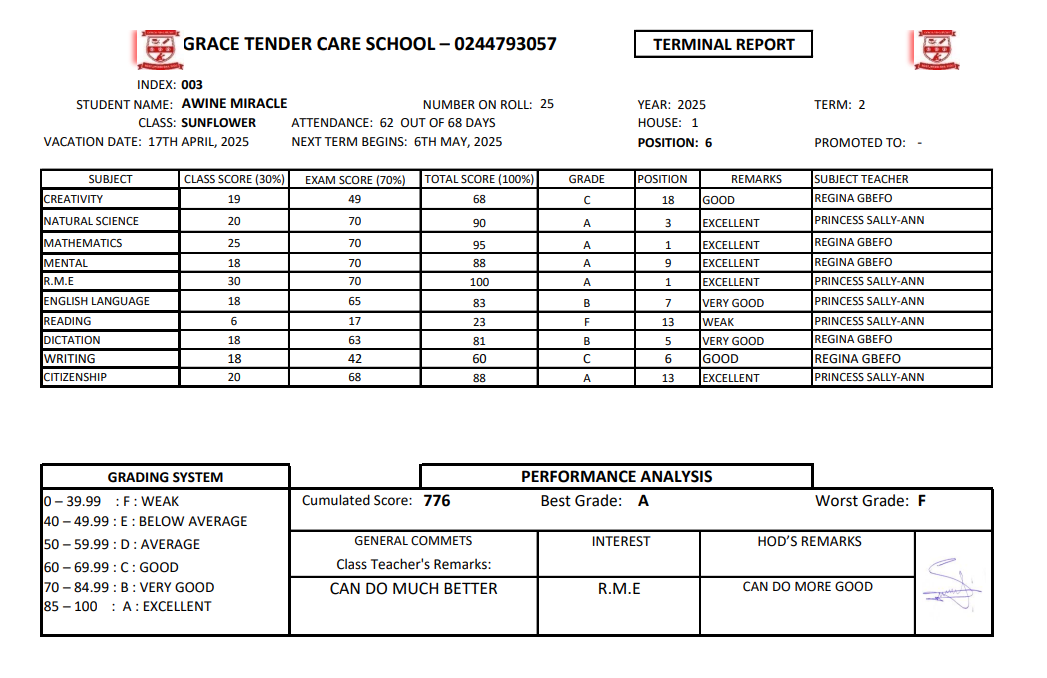 GRACE TENDER CARE SCHOOL – 0244793057
TERMINAL REPORT
INDEX: 003
STUDENT NAME: AWINE MIRACLE NUMBER ON ROLL: 25 YEAR: 2025 TERM: 2
CLASS: SUNFLOWER ATTENDANCE: 62 OUT OF 68 DAYS HOUSE: 1
VACATION DATE: 17TH APRIL, 2025 NEXT TERM BEGINS: 6TH MAY, 2025 POSITION: 6 PROMOTED TO: -
SUBJECT CLASS SCORE (30%) EXAM SCORE (70%) TOTAL SCORE (100%) GRADE POSITION REMARKS SUBJECT TEACHER
CREATIVITY 19 49 68 C 18 GOOD REGINA GBEFO
NATURAL SCIENCE 20 70 90 A 3 EXCELLENT PRINCESS SALLY-ANN
MATHEMATICS 25 70 95 A 1 EXCELLENT REGINA GBEFO
MENTAL 18 70 88 A 9 EXCELLENT REGINA GBEFO
R.M.E 30 70 100 A 1 EXCELLENT PRINCESS SALLY-ANN
ENGLISH LANGUAGE 18 65 83 B 7 VERY GOOD PRINCESS SALLY-ANN
READING 6 17 23 F 13 WEAK PRINCESS SALLY-ANN
DICTATION 18 63 81 B 5 VERY GOOD REGINA GBEFO
WRITING 18 42 60 C 6 GOOD REGINA GBEFO
CITIZENSHIP 20 68 88 A 13 EXCELLENT PRINCESS SALLY-ANN
GRADING SYSTEM
0 – 39.99 : F : WEAK
40 – 49.99 : E : BELOW AVERAGE
50 – 59.99 : D : AVERAGE
60 – 69.99 : C : GOOD
70 – 84.99 : B : VERY GOOD
85 – 100 : A : EXCELLENT
PERFORMANCE ANALYSIS
Cumulated Score: 776 Best Grade: A Worst Grade: F
GENERAL COMMETS INTEREST HOD'S REMARKS
Class Teacher's Remarks:
CAN DO MUCH BETTER R.M.E CAN DO MORE GOOD